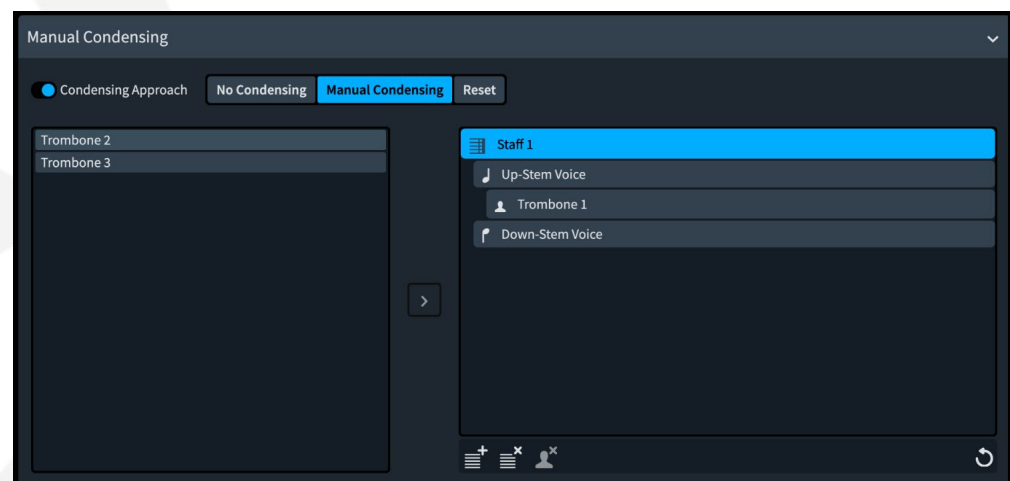 Manual Condensing
Condensing Approach No Condensing Manual Condensing Reset
Trombone 2
Trombone 3
Staff 1
Up-Stem Voice
Trombone 1
Down-Stem Voice